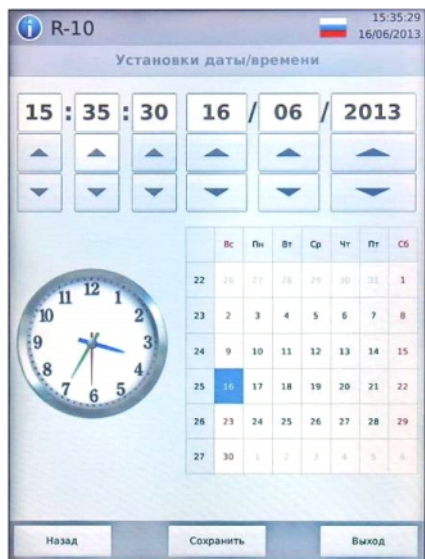 R-10
15:35:29
16/06/2013
Установки даты/времени
15 : 35 : 30 16 / 06 / 2013
Вс Пн Вт Ср Чт Пт Сб
22 26 27 28 29 30 31 1
23 2 3 4 5 6 7 8
24 9 10 11 12 13 14 15
25 16 17 18 19 20 21 22
26 23 24 25 26 27 28 29
27 30 1 2 3 4 5 6
12
11 1
10 2
9 3
8 4
7 5
6
Назад Сохранить Выход